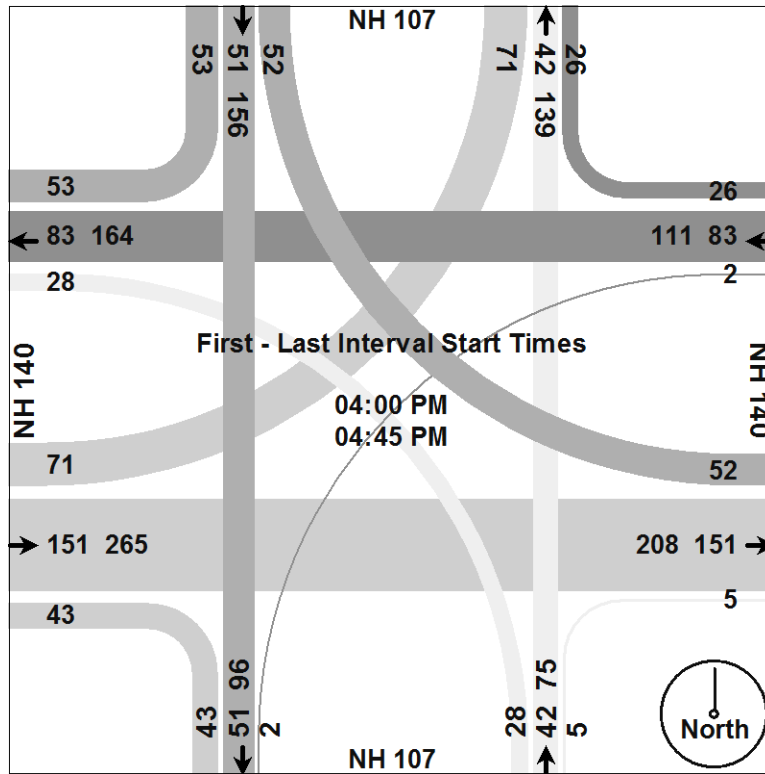 NH 107
53 51 52 71 42 26
156 139
53 26
83 164 111 83
28 2
First - Last Interval Start Times
NH 140 NH 140
04:00 PM
04:45 PM
71 52
151 265 208 151
43 5
96 75
43 51 2 28 42 5 North
NH 107